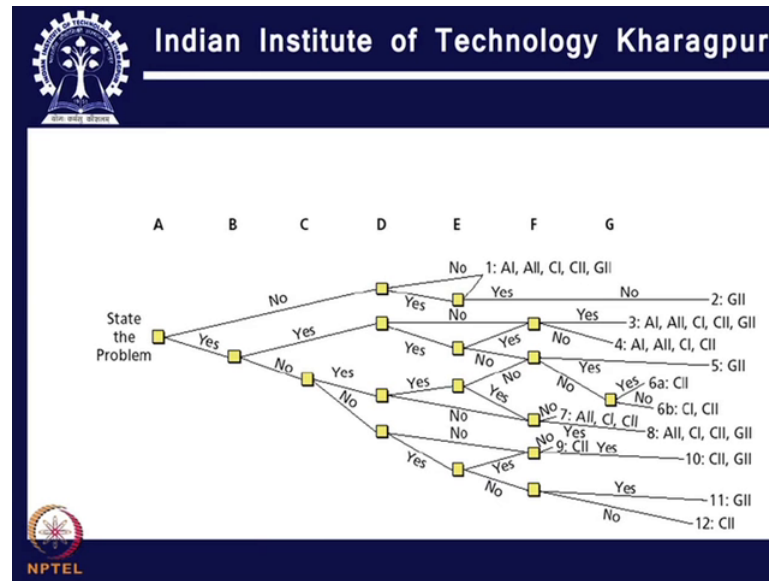 Indian Institute of Technology Kharagpur
A B C D E F G
No 1: AI, AII, CI, CII, GII
No
Yes Yes No 2: GII
State
the
Problem
No Yes 3: AI, AII, CI, CII, GII
Yes Yes
Yes Yes No 4: AI, AII, CI, CII
No Yes 5: GII
No Yes Yes No No Yes 6a: CII
No 6b: CI, CII
No Yes
No No 7: AII, CI, CII
Yes 8: AII, CI, CII, GII
No No 9: CII Yes 10: CII, GII
Yes Yes
No Yes 11: GII
No 12: CII
NPTEL